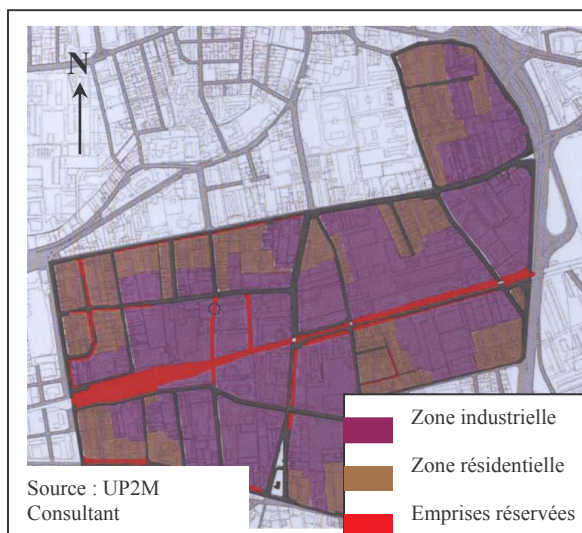 N
Zone industrielle
Zone résidentielle
Emprises réservées
Source : UP2M
Consultant